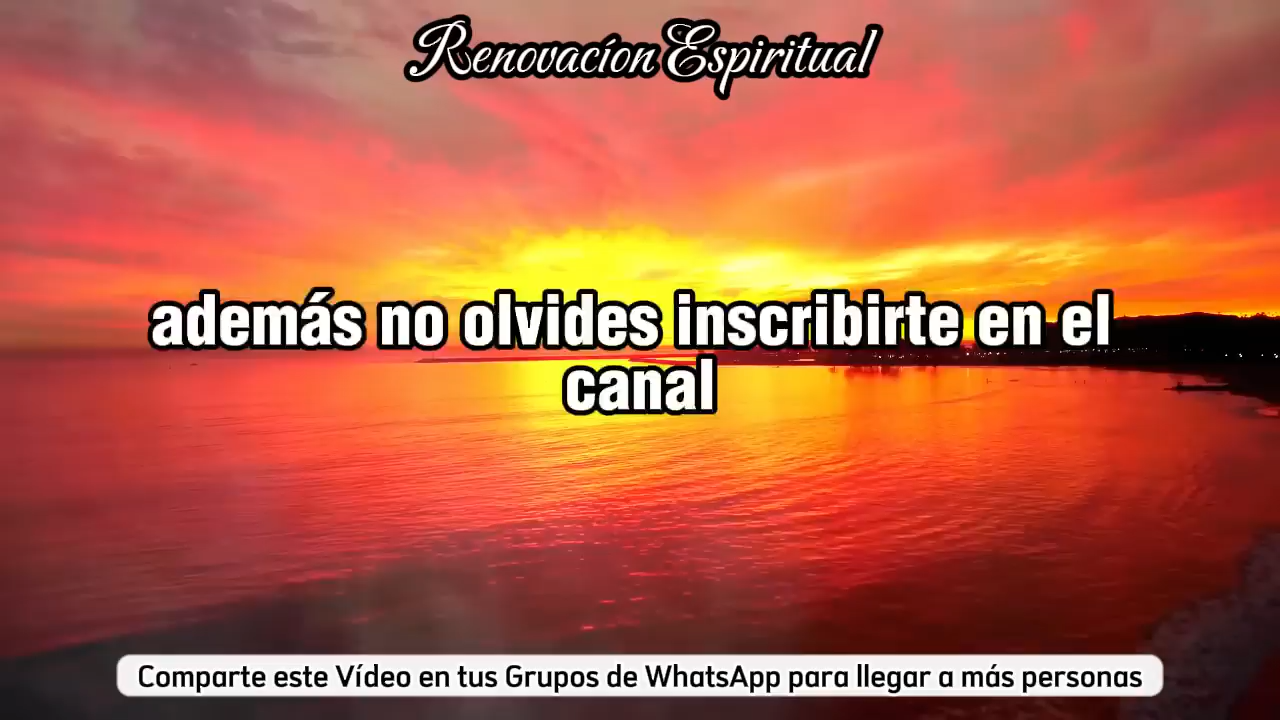 Renovacíon Espiritual
además no olvides inscribirte en el
canal
Comparte este Vídeo en tus Grupos de WhatsApp para llegar a más personas